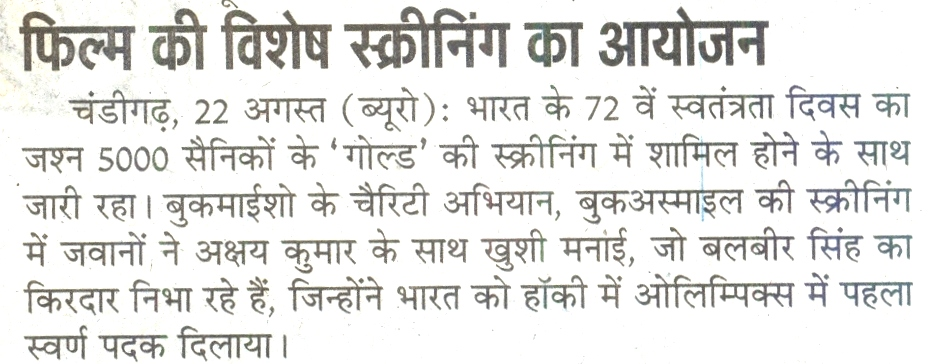 फिल्म की विशेष स्क्रीनिंग का आयोजन
चंडीगढ़, 22 अगस्त (ब्यूरो): भारत के 72 वें स्वतंत्रता दिवस का
जश्न 5000 सैनिकों के ‘गोल्ड’ की स्क्रीनिंग में शामिल होने के साथ
जारी रहा। बुकमाईशो के चैरिटी अभियान, बुकअस्माइल की स्क्रीनिंग
में जवानों ने अक्षय कुमार के साथ खुशी मनाई, जो बलबीर सिंह का
किरदार निभा रहे हैं, जिन्होंने भारत को हॉकी में ओलिम्पिक्स में पहला
स्वर्ण पदक दिलाया।